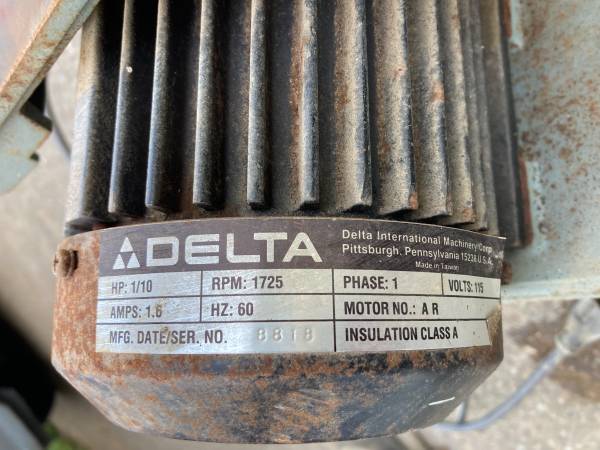 DELTA
Delta International Machinery Corp.
Pittsburgh, Pennsylvania 15238 U.S.A.
Made in Taiwan
HP: 1/10 RPM: 1725 PHASE: 1 VOLTS: 115
AMPS: 1.6 HZ: 60 MOTOR NO.: A R
MFG. DATE/SER. NO. 8818 INSULATION CLASS A